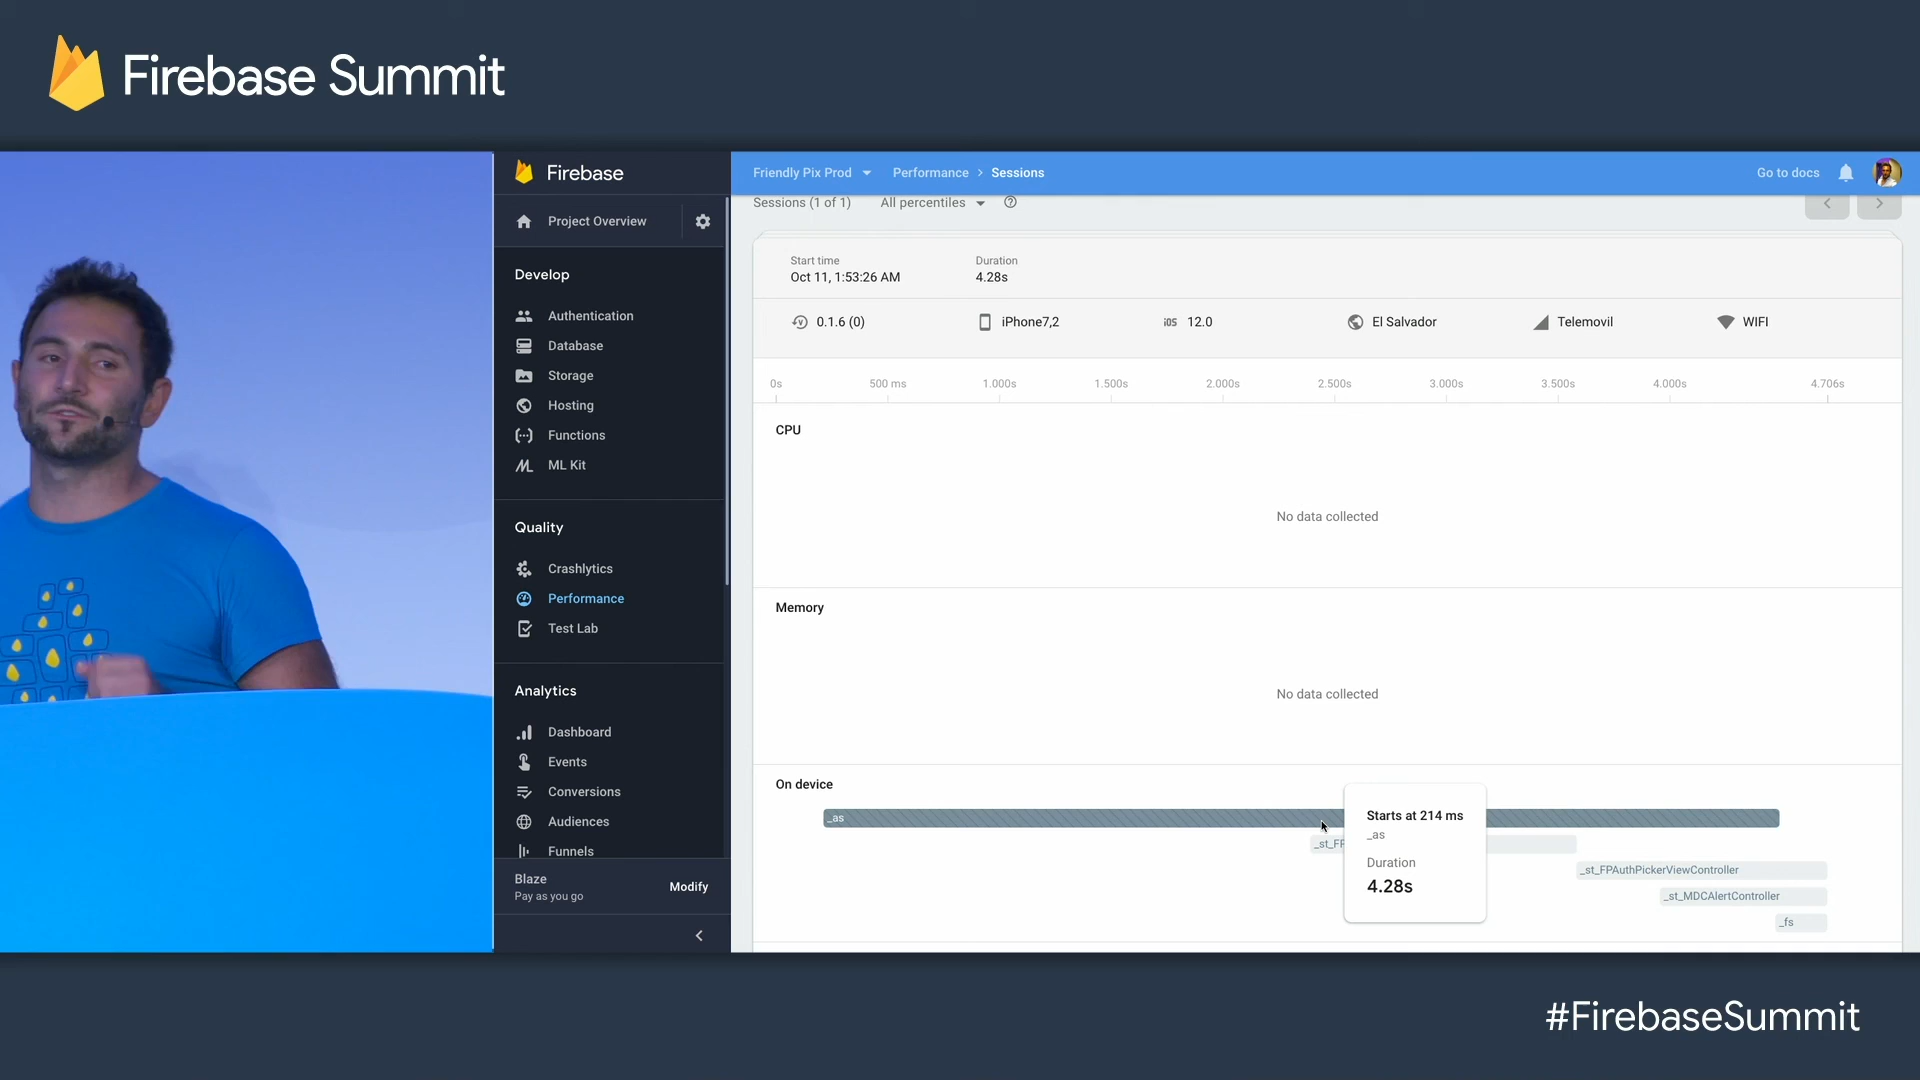 Firebase Summit
Firebase
Project Overview
Develop
Authentication
Database
Storage
Hosting
Functions
ML Kit
Quality
Crashlytics
Performance
Test Lab
Analytics
Dashboard
Events
Conversions
Audiences
Funnels
Blaze
Pay as you go
Modify
Friendly Pix Prod
Performance > Sessions
Go to docs
Sessions (1 of 1)
All percentiles
Start time
Oct 11, 1:53:26 AM
Duration
4.28s
0.1.6 (0)
iPhone7,2
iOS 12.0
El Salvador
Telemovil
WIFI
0s 500 ms 1.000s 1.500s 2.000s 2.500s 3.000s 3.500s 4.000s 4.706s
CPU
No data collected
Memory
No data collected
On device
_as
_st_FP
_st_FPAuthPickerViewController
_st_MDCAlertController
_fs
Starts at 214 ms
_as
Duration
4.28s
#FirebaseSummit